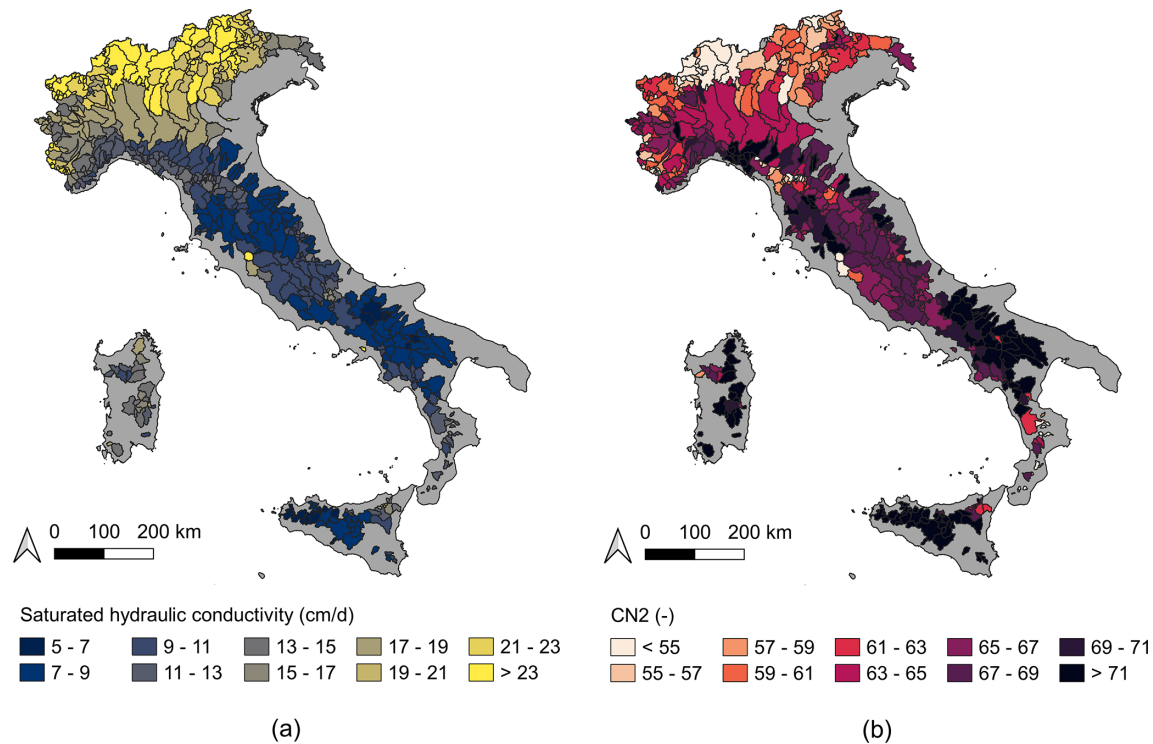 0 100 200 km
0 100 200 km
Saturated hydraulic conductivity (cm/d)
5 - 7 9 - 11 13 - 15 17 - 19 21 - 23
7 - 9 11 - 13 15 - 17 19 - 21 > 23
CN2 (-)
< 55 57 - 59 61 - 63 65 - 67 69 - 71
55 - 57 59 - 61 63 - 65 67 - 69 > 71
(a) (b)